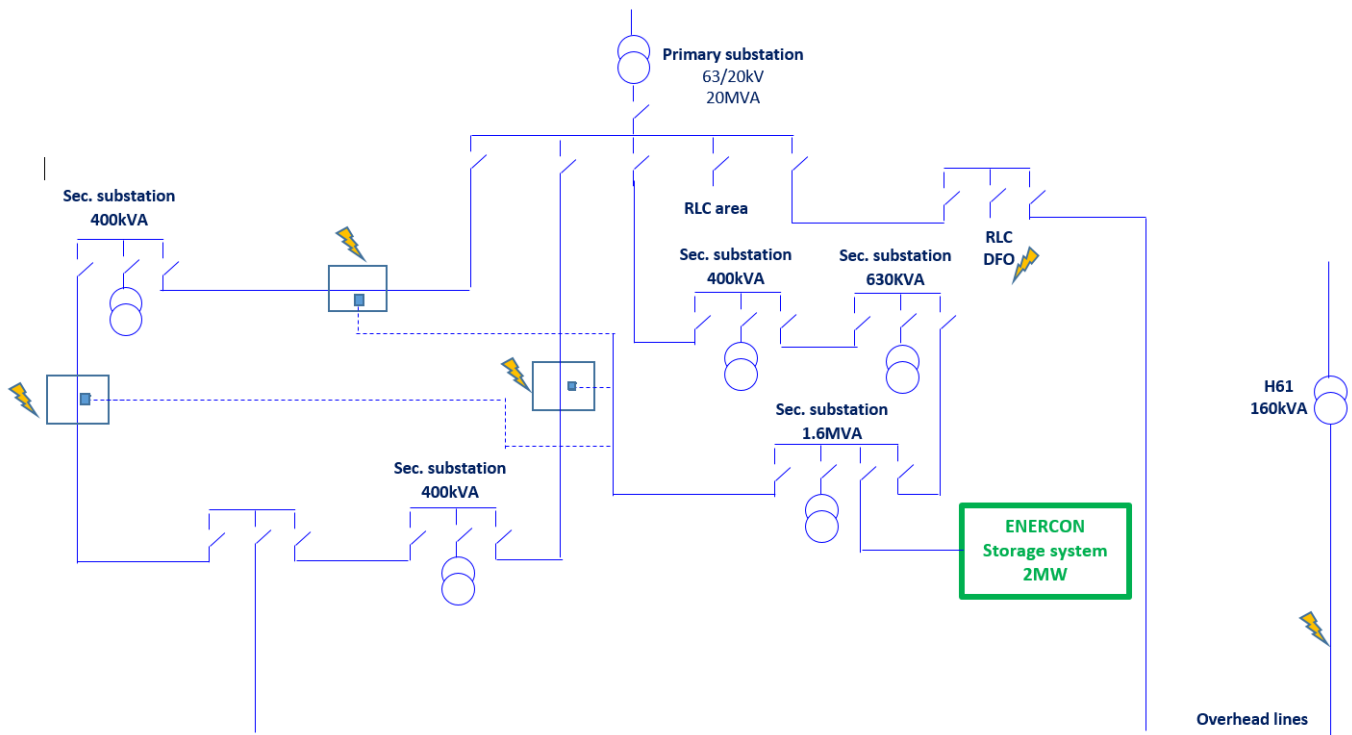 Primary substation
63/20kV
20MVA
Sec. substation
400kVA
RLC area
RLC
DFO
Sec. substation
400kVA
Sec. substation
630KVA
H61
160kVA
Sec. substation
1.6MVA
Sec. substation
400kVA
ENERCON
Storage system
2MW
Overhead lines